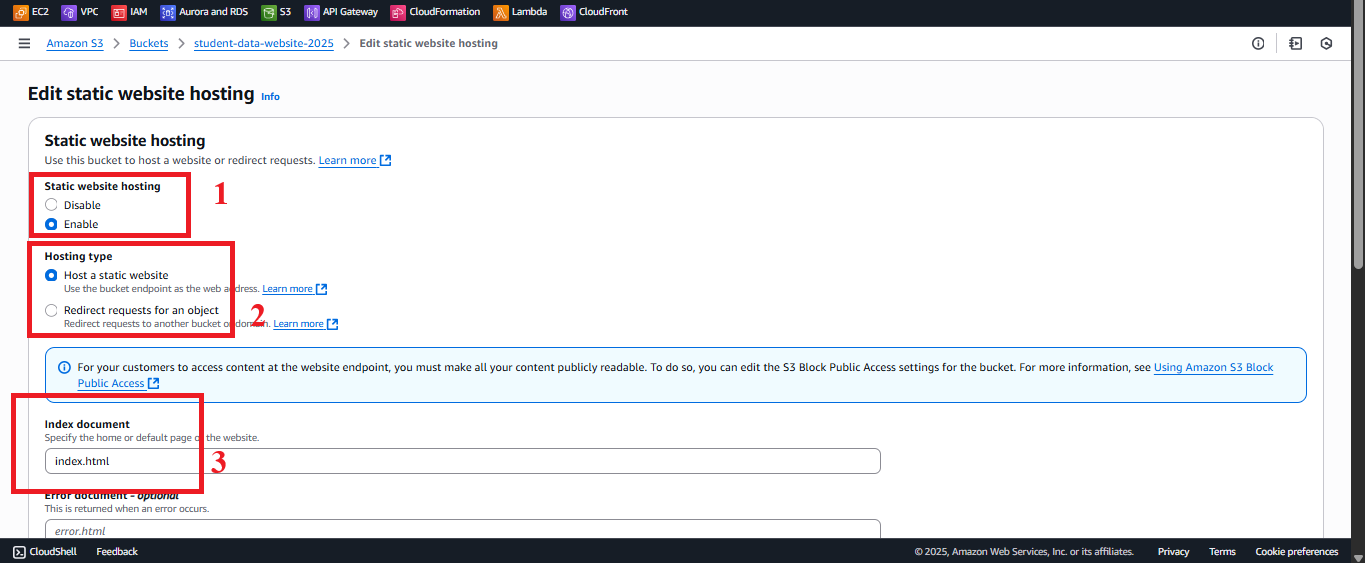 EC2 VPC IAM Aurora and RDS S3 API Gateway CloudFormation Lambda CloudFront
Amazon S3 > Buckets > student-data-website-2025 > Edit static website hosting
Edit static website hosting Info
Static website hosting
Use this bucket to host a website or redirect requests. Learn more
Static website hosting
1
Disable
Enable
Hosting type
Host a static website
Use the bucket endpoint as the web address. Learn more
Redirect requests for an object
2
Redirect requests to another bucket or domain. Learn more
For your customers to access content at the website endpoint, you must make all your content publicly readable. To do so, you can edit the S3 Block Public Access settings for the bucket. For more information, see Using Amazon S3 Block
Public Access
Index document
Specify the home or default page of the website.
index.html
3
Error document - optional
This is returned when an error occurs.
error.html
CloudShell Feedback © 2025, Amazon Web Services, Inc. or its affiliates. Privacy Terms Cookie preferences